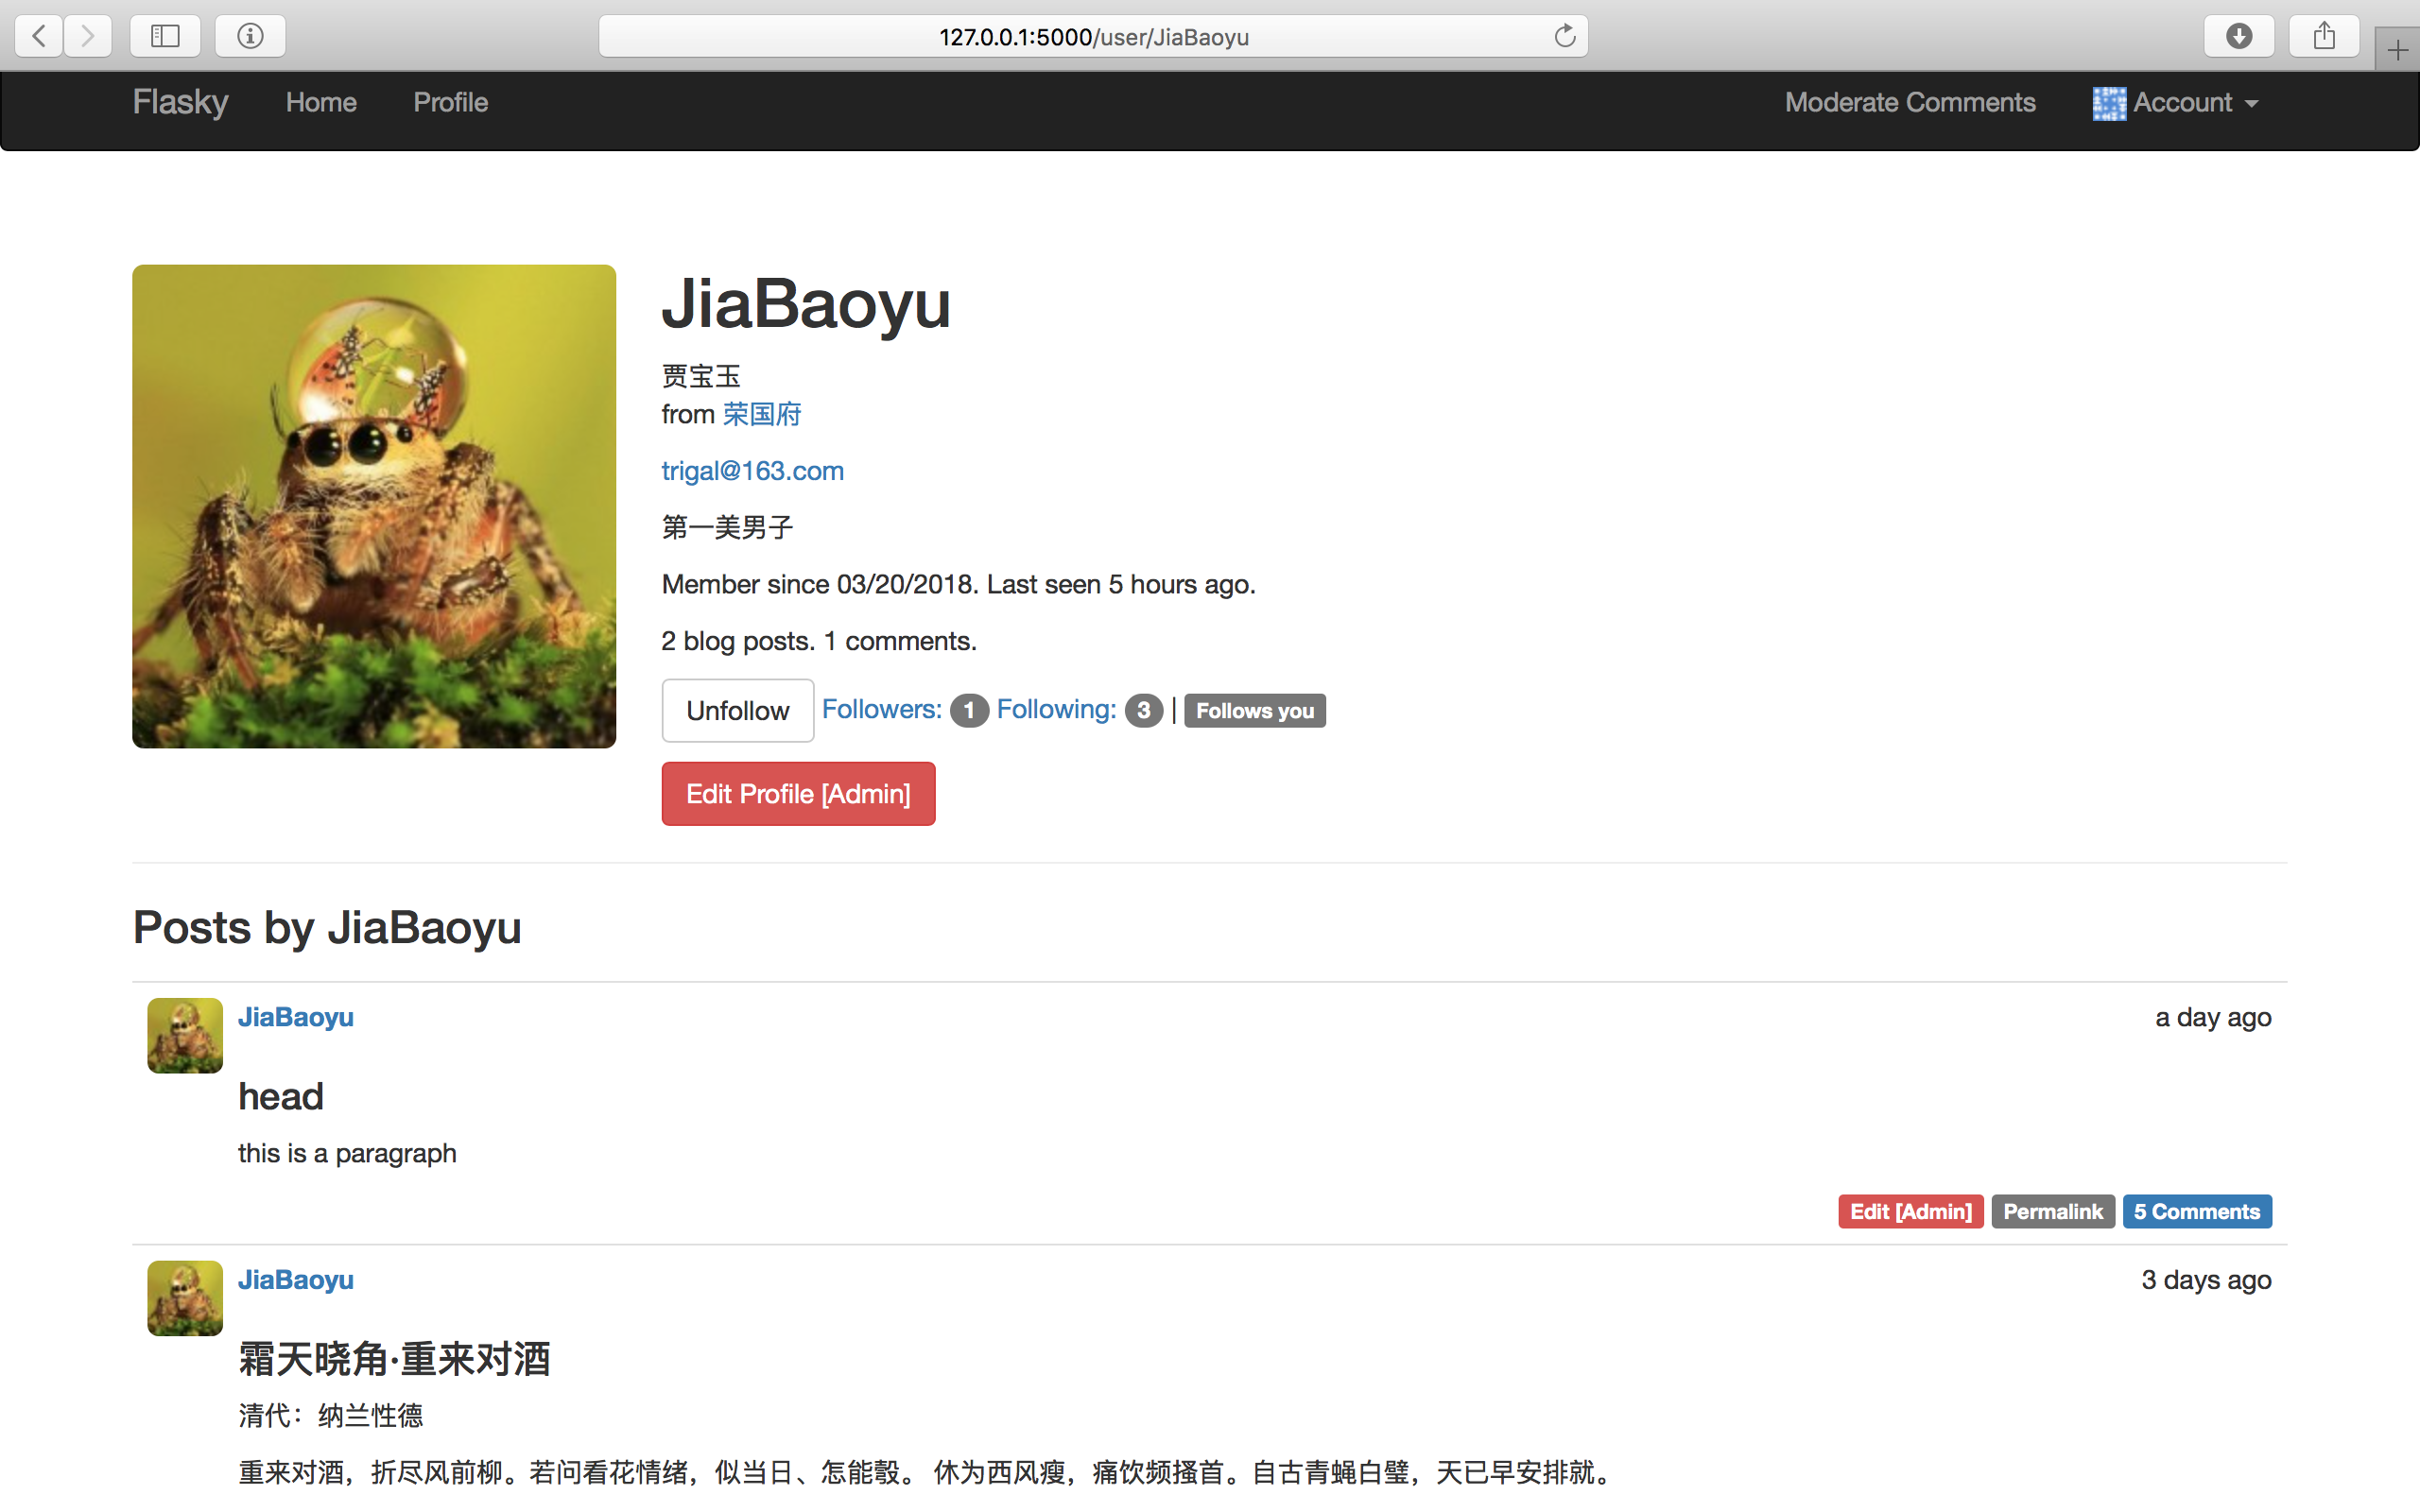 127.0.0.1:5000/user/JiaBaoyu
Flasky Home Profile Moderate Comments Account
JiaBaoyu
贾宝玉
from 荣国府
trigal@163.com
第一美男子
Member since 03/20/2018. Last seen 5 hours ago.
2 blog posts. 1 comments.
Unfollow Followers: 1 Following: 3 | Follows you
Edit Profile [Admin]
Posts by JiaBaoyu
JiaBaoyu a day ago
head
this is a paragraph
Edit [Admin] Permalink 5 Comments
JiaBaoyu 3 days ago
霜天晓角·重来对酒
清代：纳兰性德
重来对酒，折尽风前柳。若问看花情绪，似当日、怎能彀。 休为西风瘦，痛饮频搔首。自古青蝇白璧，天已早安排就。